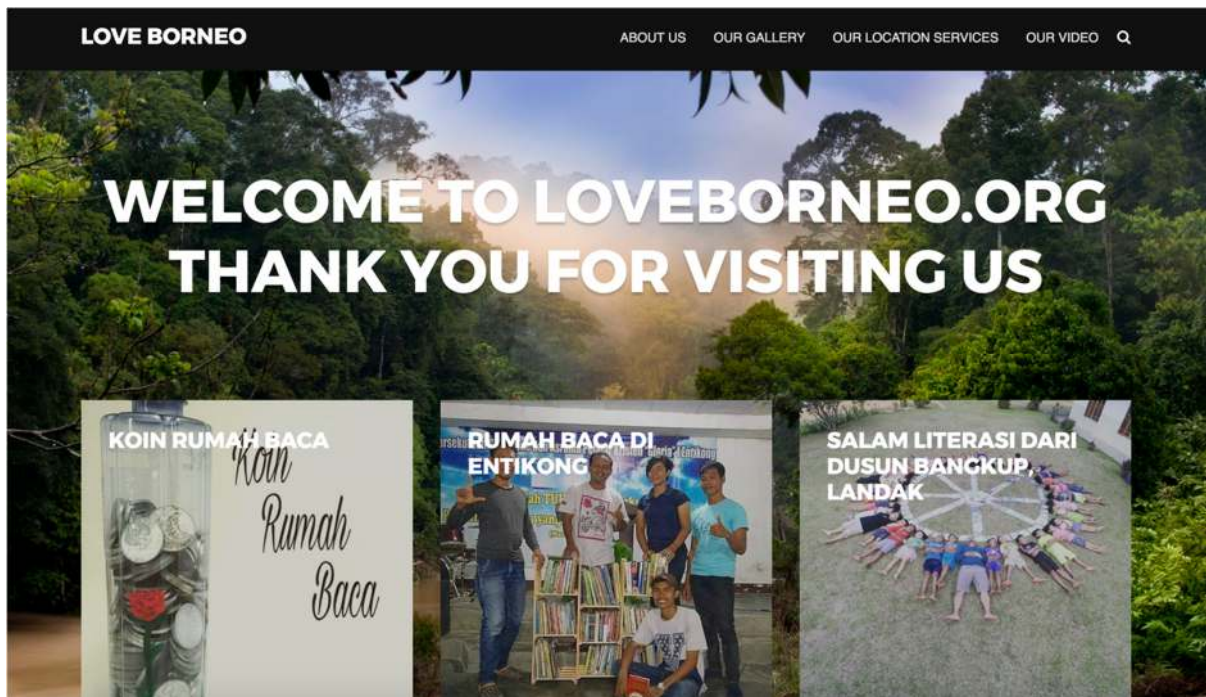 LOVE BORNEO
ABOUT US OUR GALLERY OUR LOCATION SERVICES OUR VIDEO
WELCOME TO LOVEBORNEO.ORG
THANK YOU FOR VISITING US
KOIN RUMAH BACA
Koin
Rumah
Baca
RUMAH BACA DI
ENTIKONG
SALAM LITERASI DARI
DUSUN BANGKUP,
LANDAK